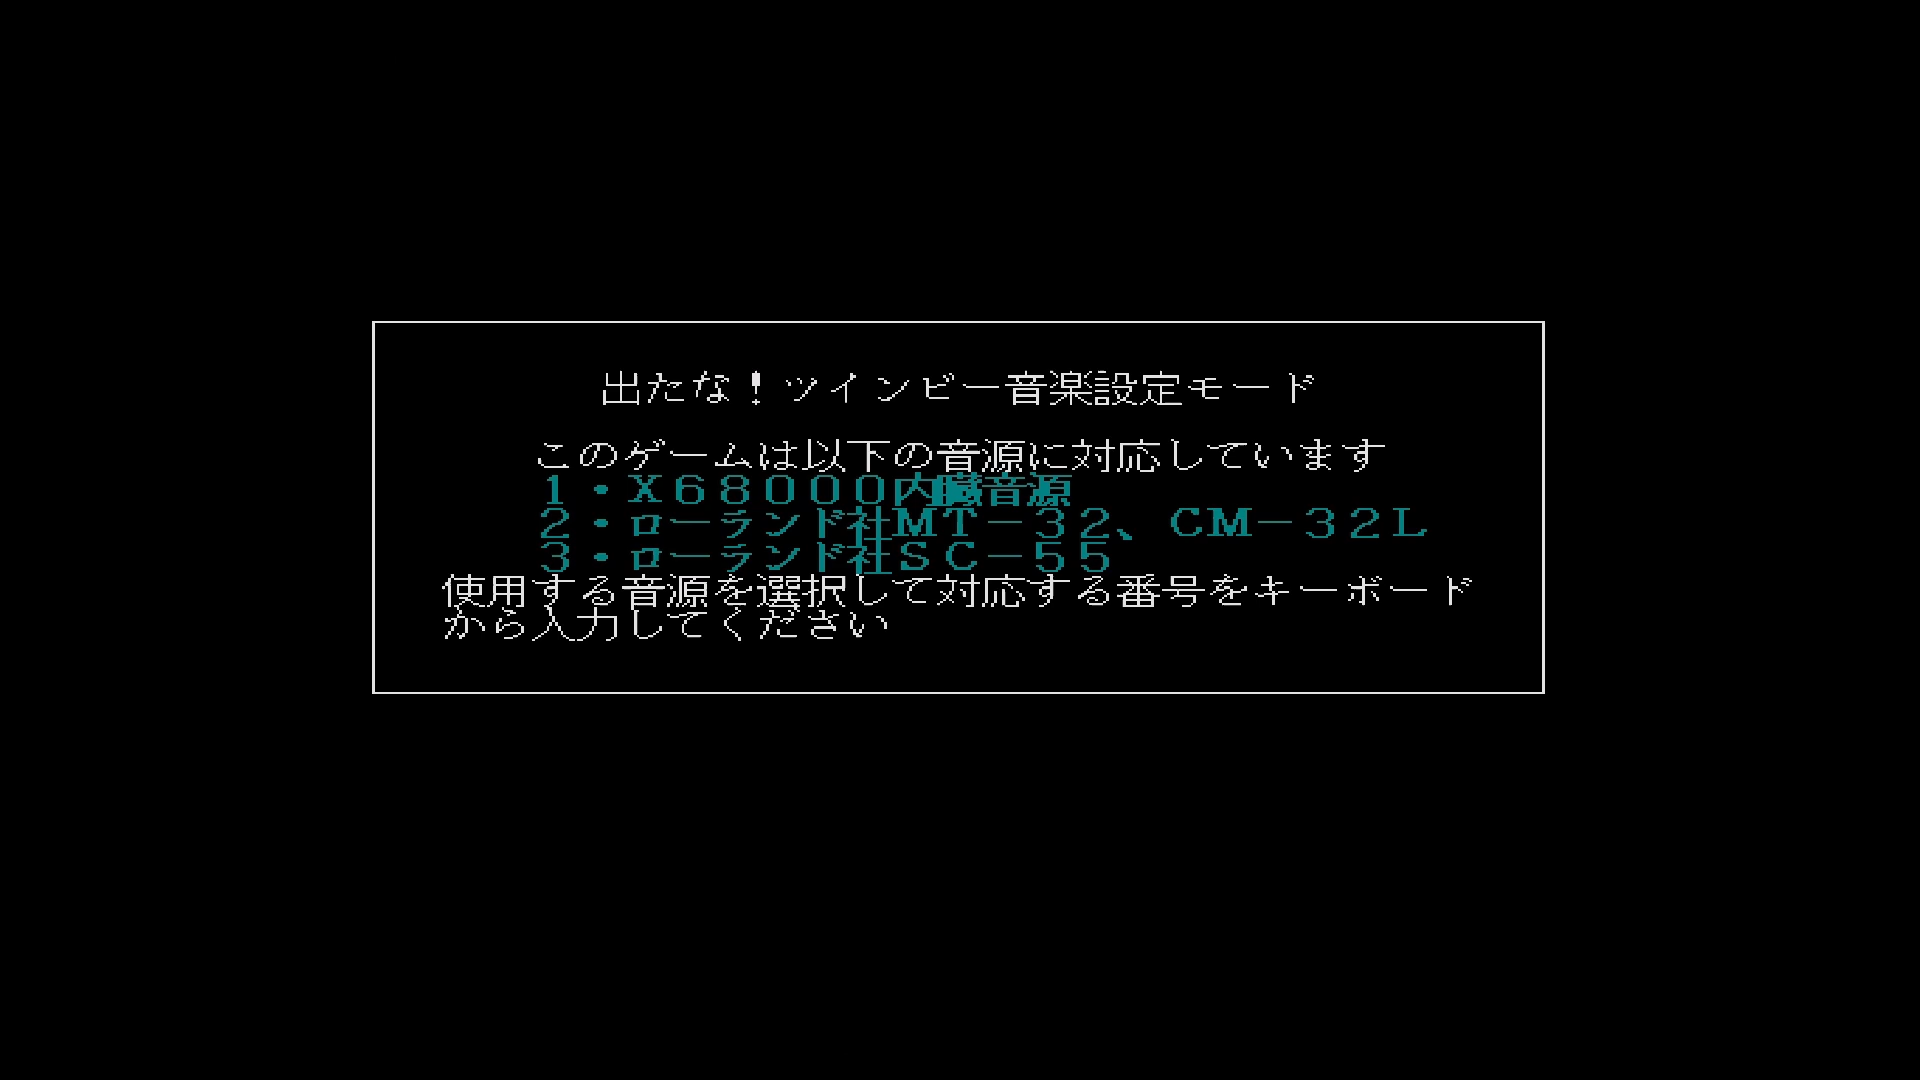 出たな！ツインビー音楽設定モード
このゲームは以下の音源に対応しています
１・Ｘ６８０００内臓音源
２・ローランド社ＭＴ－３２、ＣＭ－３２Ｌ
３・ローランド社ＳＣ－５５
使用する音源を選択して対応する番号をキーボード
から入力してください